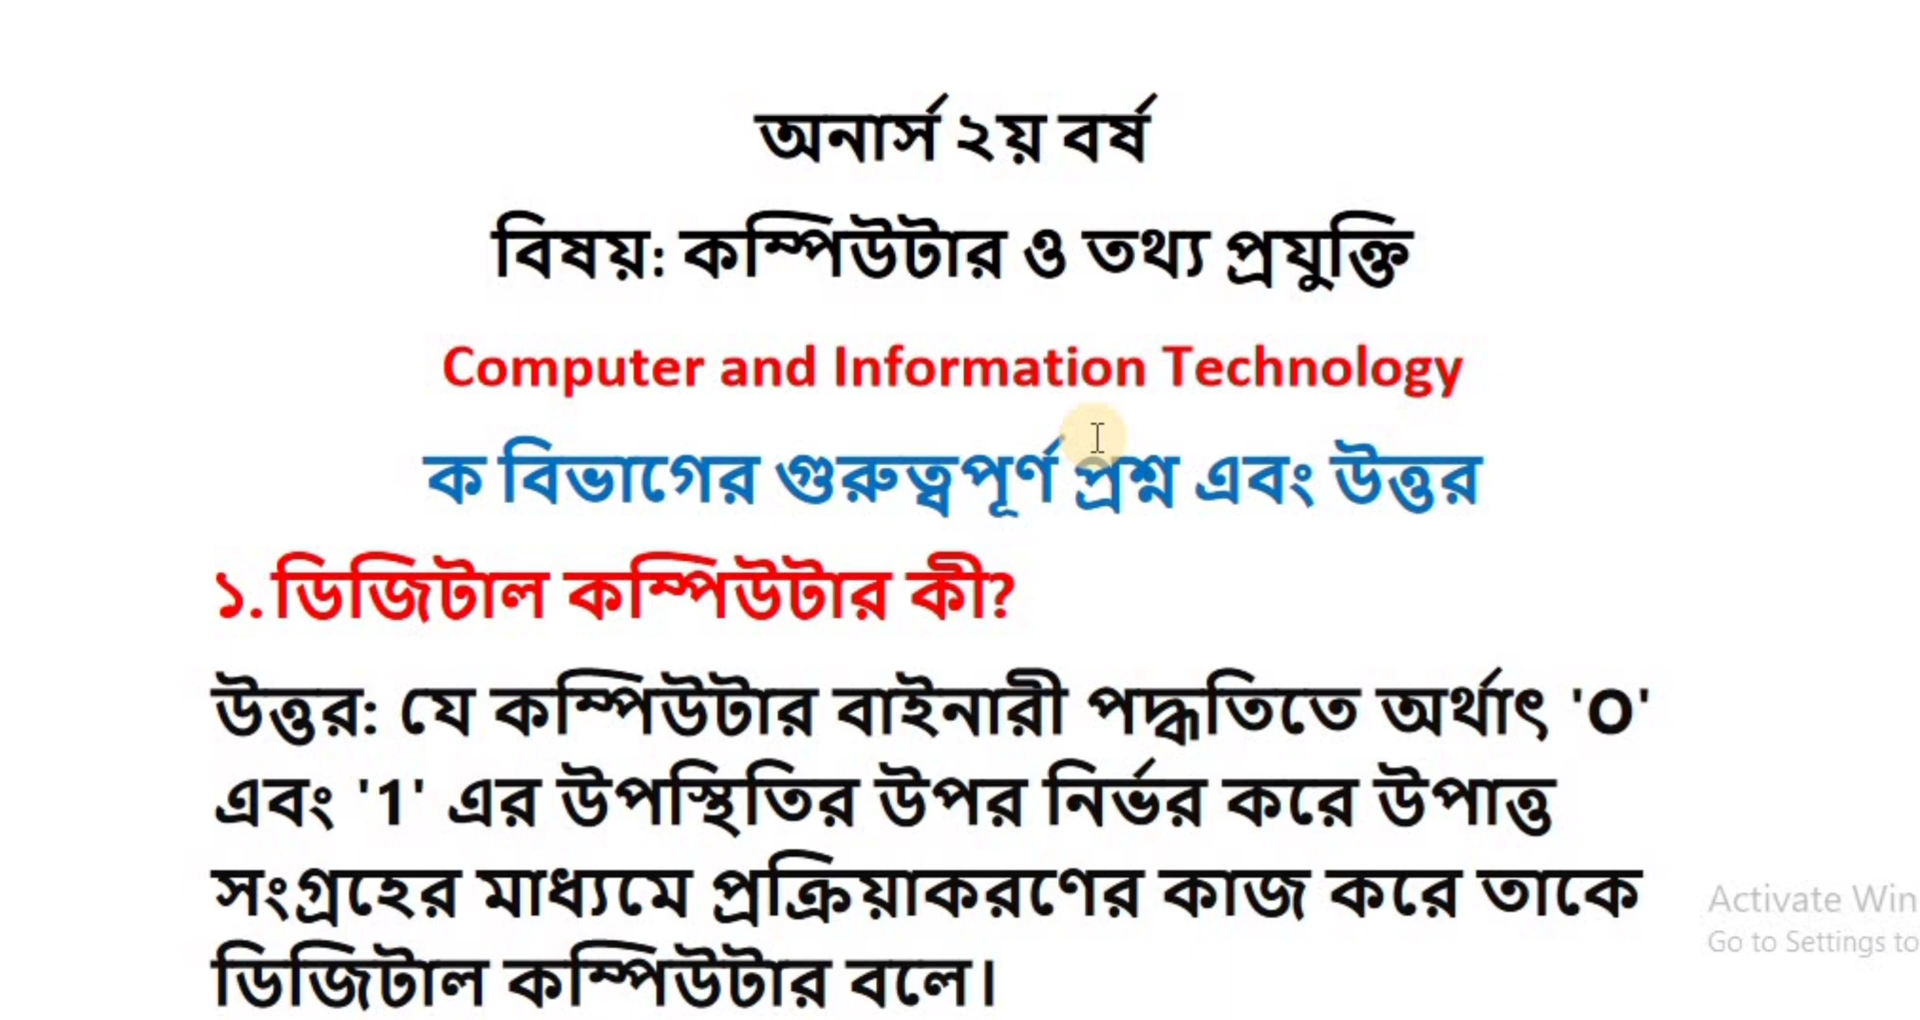 অনার্স ২য় বর্ষ
বিষয়: কম্পিউটার ও তথ্য প্রযুক্তি
Computer and Information Technology
ক বিভাগের গুরুত্বপূর্ণ প্রশ্ন এবং উত্তর
১. ডিজিটাল কম্পিউটার কী?
উত্তর: যে কম্পিউটার বাইনারী পদ্ধতিতে অর্থাৎ '0'
এবং '1' এর উপস্থিতির উপর নির্ভর করে উপাত্ত
সংগ্রহের মাধ্যমে প্রক্রিয়াকরণের কাজ করে তাকে
ডিজিটাল কম্পিউটার বলে।
Activate Win
Go to Settings to